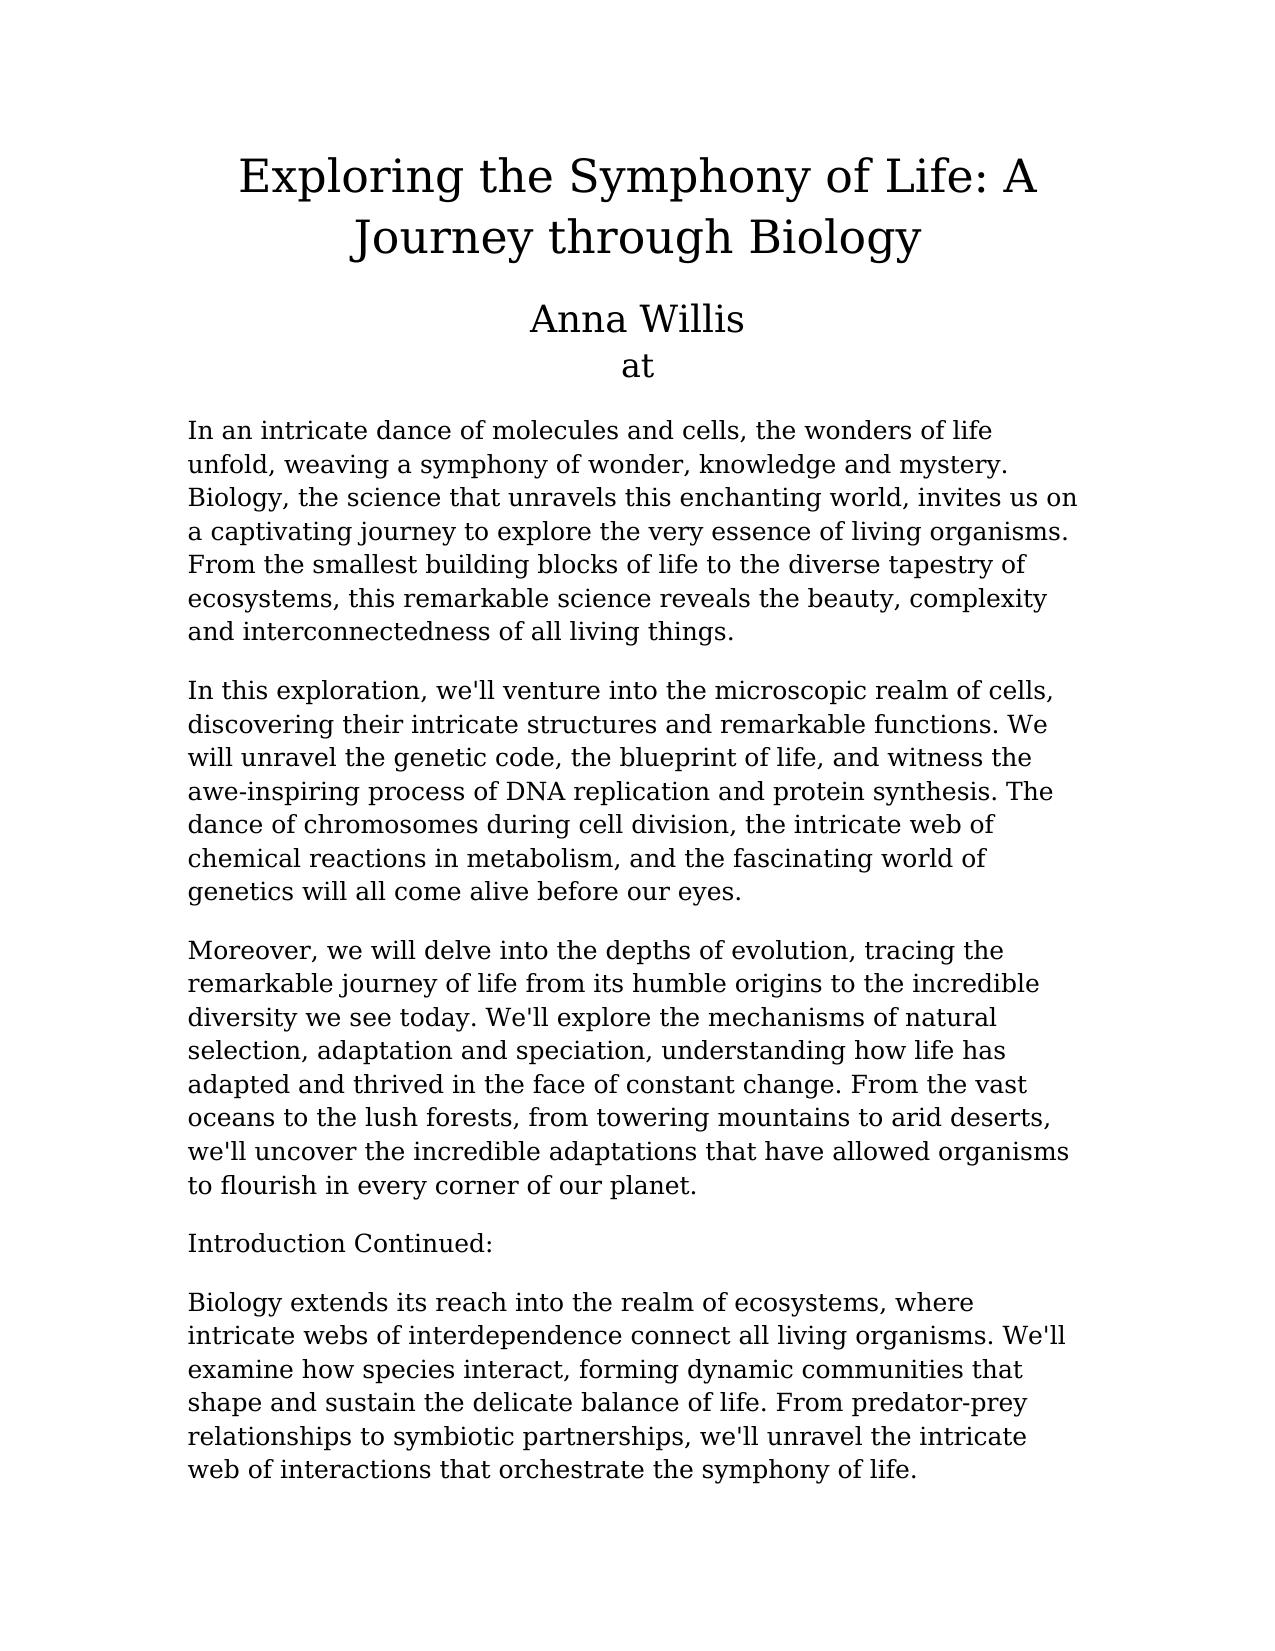 Exploring the Symphony of Life: A
Journey through Biology
Anna Willis
at
In an intricate dance of molecules and cells, the wonders of life
unfold, weaving a symphony of wonder, knowledge and mystery.
Biology, the science that unravels this enchanting world, invites us on
a captivating journey to explore the very essence of living organisms.
From the smallest building blocks of life to the diverse tapestry of
ecosystems, this remarkable science reveals the beauty, complexity
and interconnectedness of all living things.
In this exploration, we'll venture into the microscopic realm of cells,
discovering their intricate structures and remarkable functions. We
will unravel the genetic code, the blueprint of life, and witness the
awe-inspiring process of DNA replication and protein synthesis. The
dance of chromosomes during cell division, the intricate web of
chemical reactions in metabolism, and the fascinating world of
genetics will all come alive before our eyes.
Moreover, we will delve into the depths of evolution, tracing the
remarkable journey of life from its humble origins to the incredible
diversity we see today. We'll explore the mechanisms of natural
selection, adaptation and speciation, understanding how life has
adapted and thrived in the face of constant change. From the vast
oceans to the lush forests, from towering mountains to arid deserts,
we'll uncover the incredible adaptations that have allowed organisms
to flourish in every corner of our planet.
Introduction Continued:
Biology extends its reach into the realm of ecosystems, where
intricate webs of interdependence connect all living organisms. We'll
examine how species interact, forming dynamic communities that
shape and sustain the delicate balance of life. From predator-prey
relationships to symbiotic partnerships, we'll unravel the intricate
web of interactions that orchestrate the symphony of life.